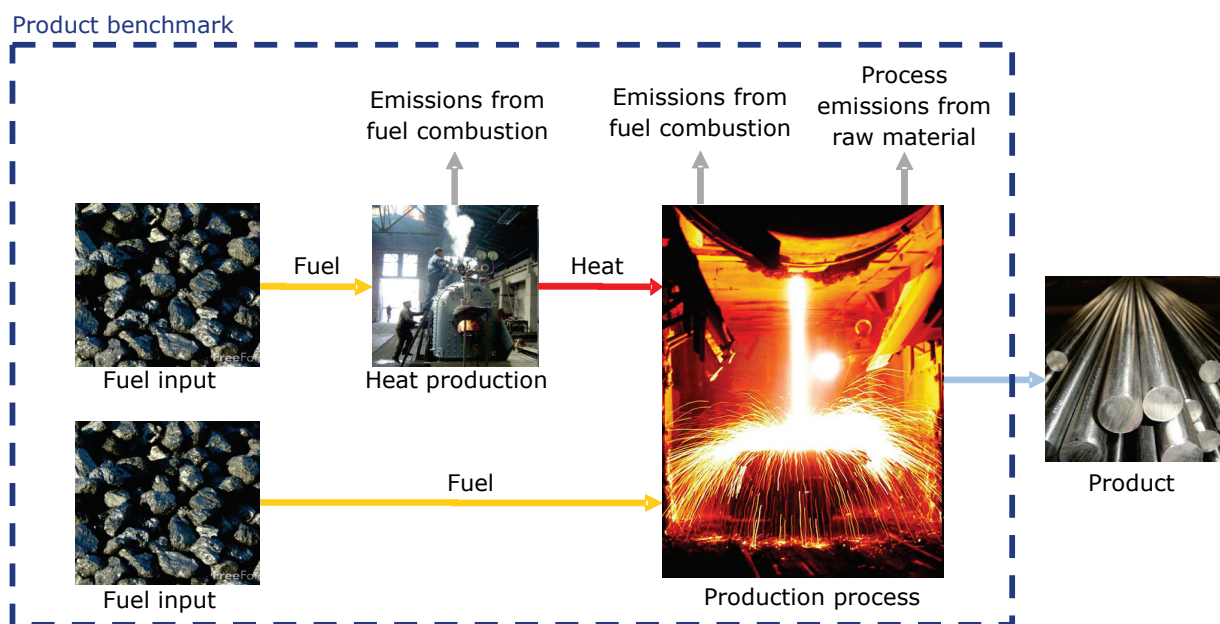 Product benchmark
Emissions from
fuel combustion
Emissions from
fuel combustion
Process
emissions from
raw material
Fuel
Heat
Fuel input
Heat production
Fuel
Product
Fuel input
Production process